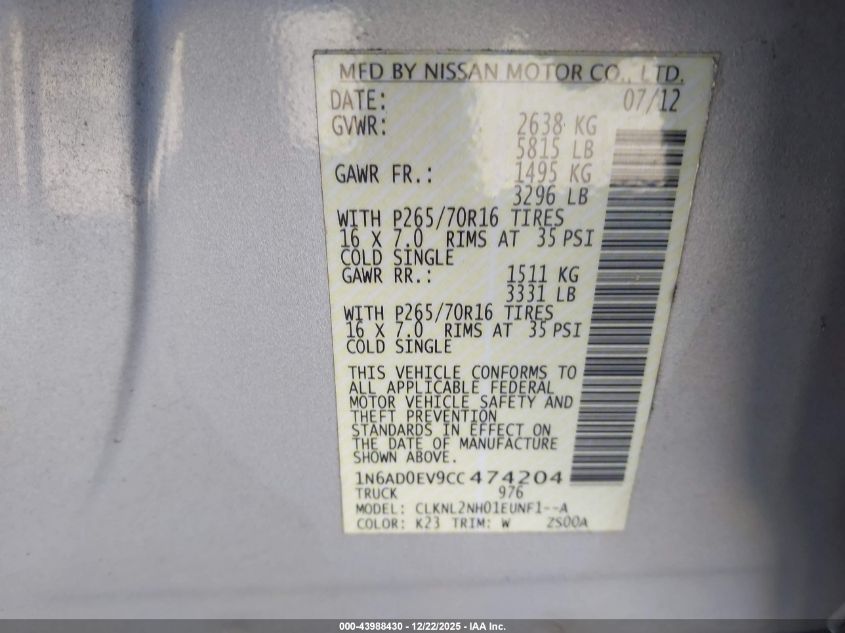 MFD BY NISSAN MOTOR CO., LTD.
DATE: 07/12
GVWR: 2638 KG
5815 LB
GAWR FR.: 1495 KG
3296 LB
WITH P265/70R16 TIRES
16 X 7.0 RIMS AT 35 PSI
COLD SINGLE
GAWR RR.: 1511 KG
3331 LB
WITH P265/70R16 TIRES
16 X 7.0 RIMS AT 35 PSI
COLD SINGLE
THIS VEHICLE CONFORMS TO
ALL APPLICABLE FEDERAL
MOTOR VEHICLE SAFETY AND
THEFT PREVENTION
STANDARDS IN EFFECT ON
THE DATE OF MANUFACTURE
SHOWN ABOVE.
1N6AD0EV9CC474204
TRUCK 976
MODEL: CLKNL2NH01EUNF1--A
COLOR: K23 TRIM: W ZS00A
000-43988430 - 12/22/2025 - IAA Inc.